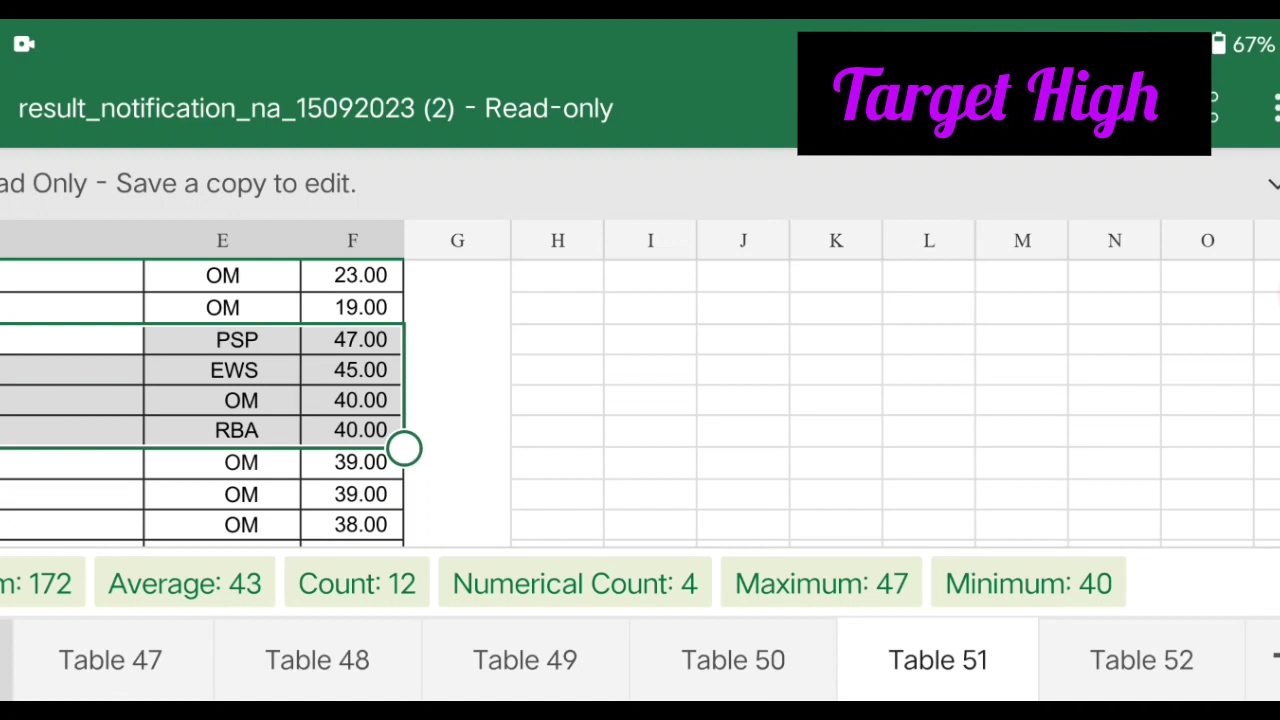 67%
Target High
result_notification_na_15092023 (2) - Read-only
ad Only - Save a copy to edit.
E F G H I J K L M N O
OM 23.00
OM 19.00
PSP 47.00
EWS 45.00
OM 40.00
RBA 40.00
OM 39.00
OM 39.00
OM 38.00
m: 172 Average: 43 Count: 12 Numerical Count: 4 Maximum: 47 Minimum: 40
Table 47 Table 48 Table 49 Table 50 Table 51 Table 52